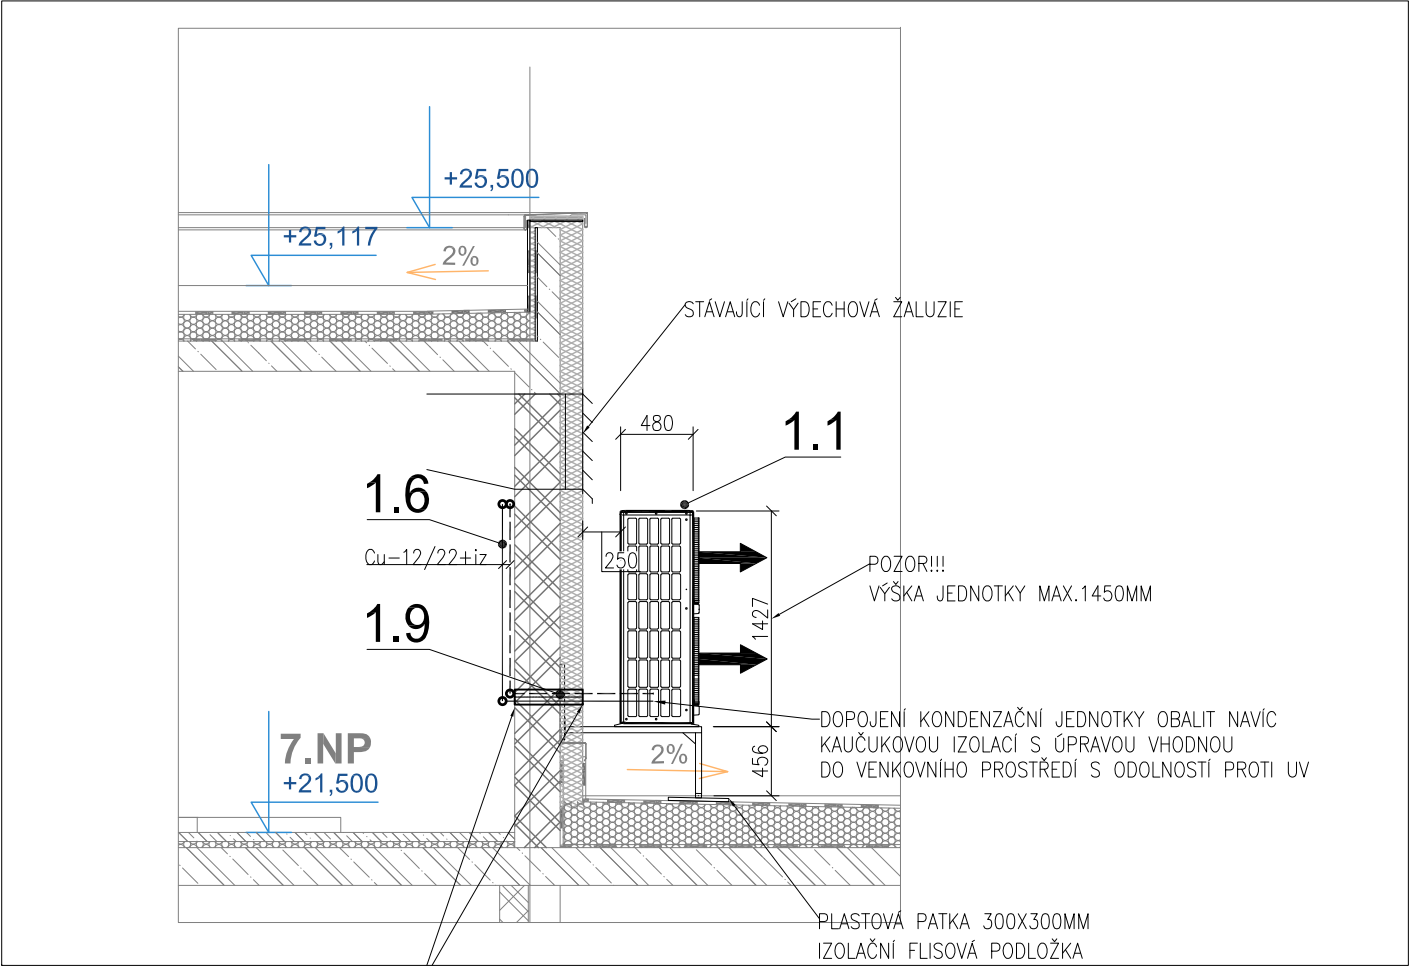 +25,500
+25,117
2%
STÁVAJÍCÍ VÝDECHOVÁ ŽALUZIE
480
1.1
1.6
Cu-12/22+iz
250
POZOR!!!
VÝŠKA JEDNOTKY MAX.1450MM
1427
1.9
DOPOJENÍ KONDENZAČNÍ JEDNOTKY OBALIT NAVÍC
KAUČUKOVOU IZOLACÍ S ÚPRAVOU VHODNOU
DO VENKOVNÍHO PROSTŘEDÍ S ODOLNOSTÍ PROTI UV
7.NP
+21,500
2%
456
PLASTOVÁ PATKA 300X300MM
IZOLAČNÍ FLISOVÁ PODLOŽKA